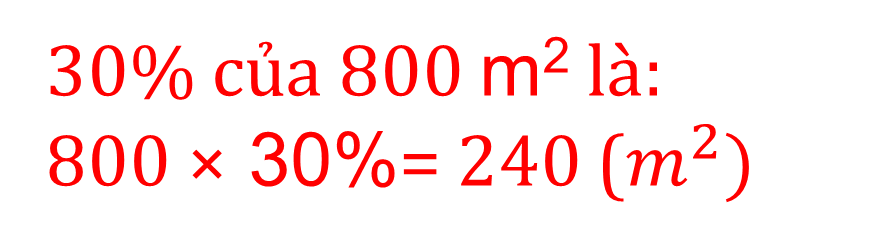 30% của 800 m² là:
800 × 30%= 240 (m²)